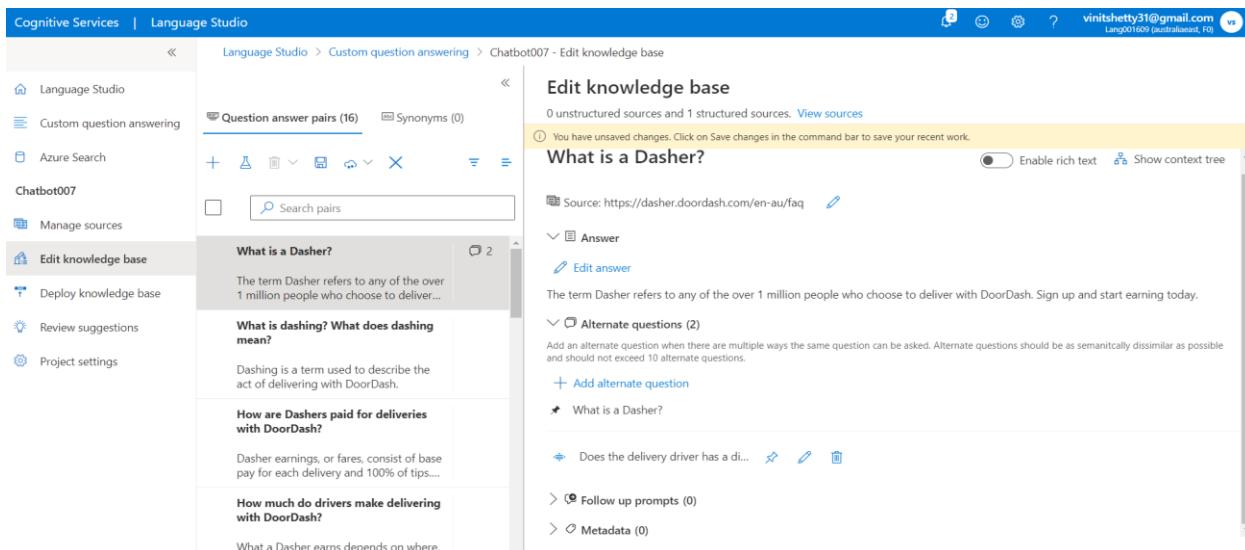 Cognitive Services | Language Studio
2
?
vinitshetty31@gmail.com
Lang001609 (australiaeast, F0)
VS
Language Studio > Custom question answering > Chatbot007 - Edit knowledge base
Language Studio
Custom question answering
Azure Search
Chatbot007
Manage sources
Edit knowledge base
Deploy knowledge base
Review suggestions
Project settings
Question answer pairs (16)
Synonyms (0)
Search pairs
What is a Dasher?
2
The term Dasher refers to any of the over
1 million people who choose to deliver...
What is dashing? What does dashing
mean?
Dashing is a term used to describe the
act of delivering with DoorDash.
How are Dashers paid for deliveries
with DoorDash?
Dasher earnings, or fares, consist of base
pay for each delivery and 100% of tips....
How much do drivers make delivering
with DoorDash?
What a Dasher earns depends on where,
Edit knowledge base
0 unstructured sources and 1 structured sources. View sources
You have unsaved changes. Click on Save changes in the command bar to save your recent work.
What is a Dasher?
Enable rich text
Show context tree
Source: https://dasher.doordash.com/en-au/faq
Answer
Edit answer
The term Dasher refers to any of the over 1 million people who choose to deliver with DoorDash. Sign up and start earning today.
Alternate questions (2)
Add an alternate question when there are multiple ways the same question can be asked. Alternate questions should be as semanitcally dissimilar as possible
and should not exceed 10 alternate questions.
Add alternate question
What is a Dasher?
Does the delivery driver has a di...
Follow up prompts (0)
Metadata (0)